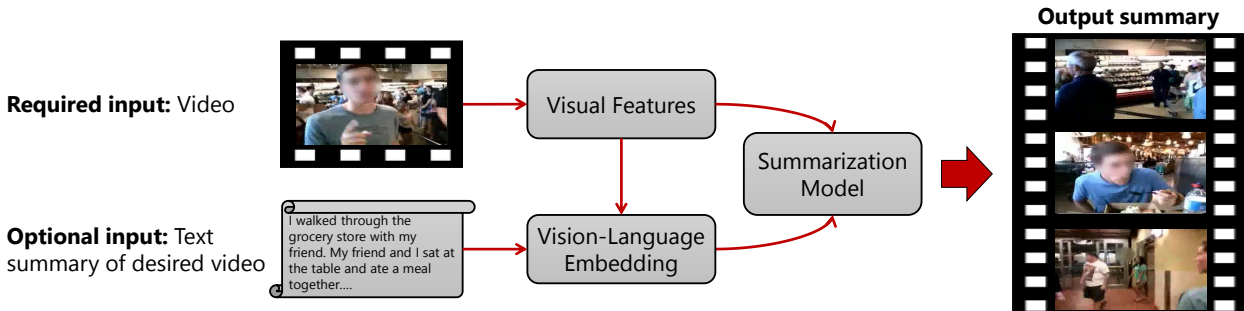 Output summary
Required input: Video
Visual Features
Summarization
Model
Optional input: Text
summary of desired video
I walked through the
grocery store with my
friend. My friend and I sat at
the table and ate a meal
together....
Vision-Language
Embedding